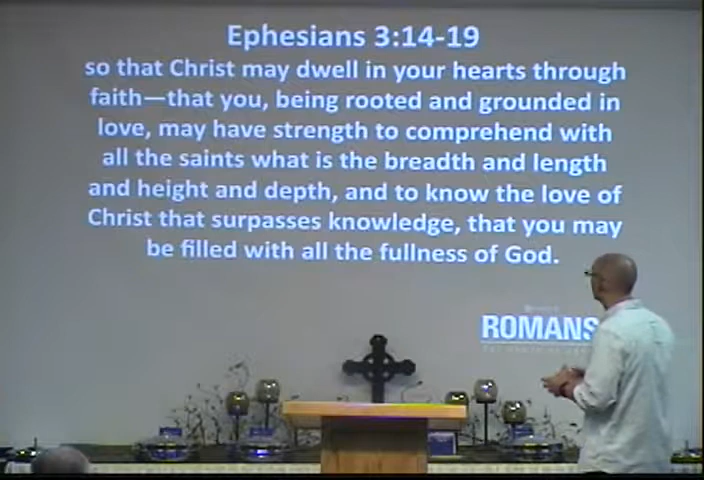 Ephesians 3:14-19
so that Christ may dwell in your hearts through
faith—that you, being rooted and grounded in
love, may have strength to comprehend with
all the saints what is the breadth and length
and height and depth, and to know the love of
Christ that surpasses knowledge, that you may
be filled with all the fullness of God.
ROMANS